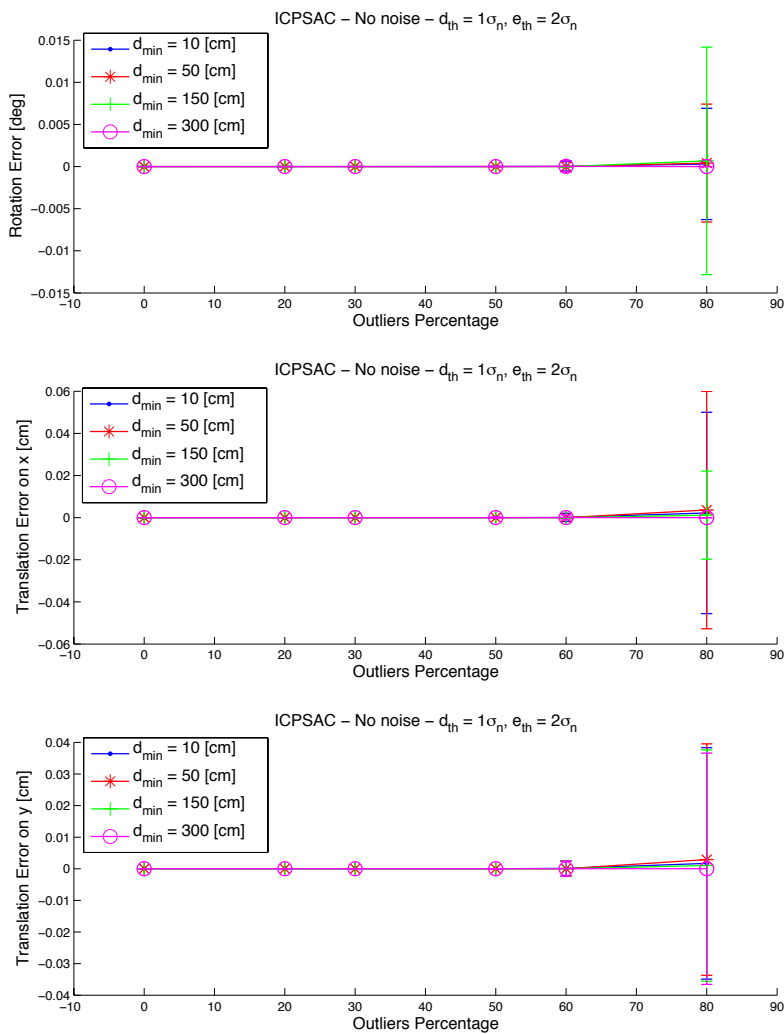 ICPSAC – No noise – d_th = 1σ_n, e_th = 2σ_n
d_min = 10 [cm]
d_min = 50 [cm]
d_min = 150 [cm]
d_min = 300 [cm]
Rotation Error [deg]
0.015
0.01
0.005
0
−0.005
−0.01
−0.015
−10 0 10 20 30 40 50 60 70 80 90
Outliers Percentage
ICPSAC – No noise – d_th = 1σ_n, e_th = 2σ_n
d_min = 10 [cm]
d_min = 50 [cm]
d_min = 150 [cm]
d_min = 300 [cm]
Translation Error on x [cm]
0.06
0.04
0.02
0
−0.02
−0.04
−0.06
−10 0 10 20 30 40 50 60 70 80 90
Outliers Percentage
ICPSAC – No noise – d_th = 1σ_n, e_th = 2σ_n
d_min = 10 [cm]
d_min = 50 [cm]
d_min = 150 [cm]
d_min = 300 [cm]
Translation Error on y [cm]
0.04
0.03
0.02
0.01
0
−0.01
−0.02
−0.03
−0.04
−10 0 10 20 30 40 50 60 70 80 90
Outliers Percentage